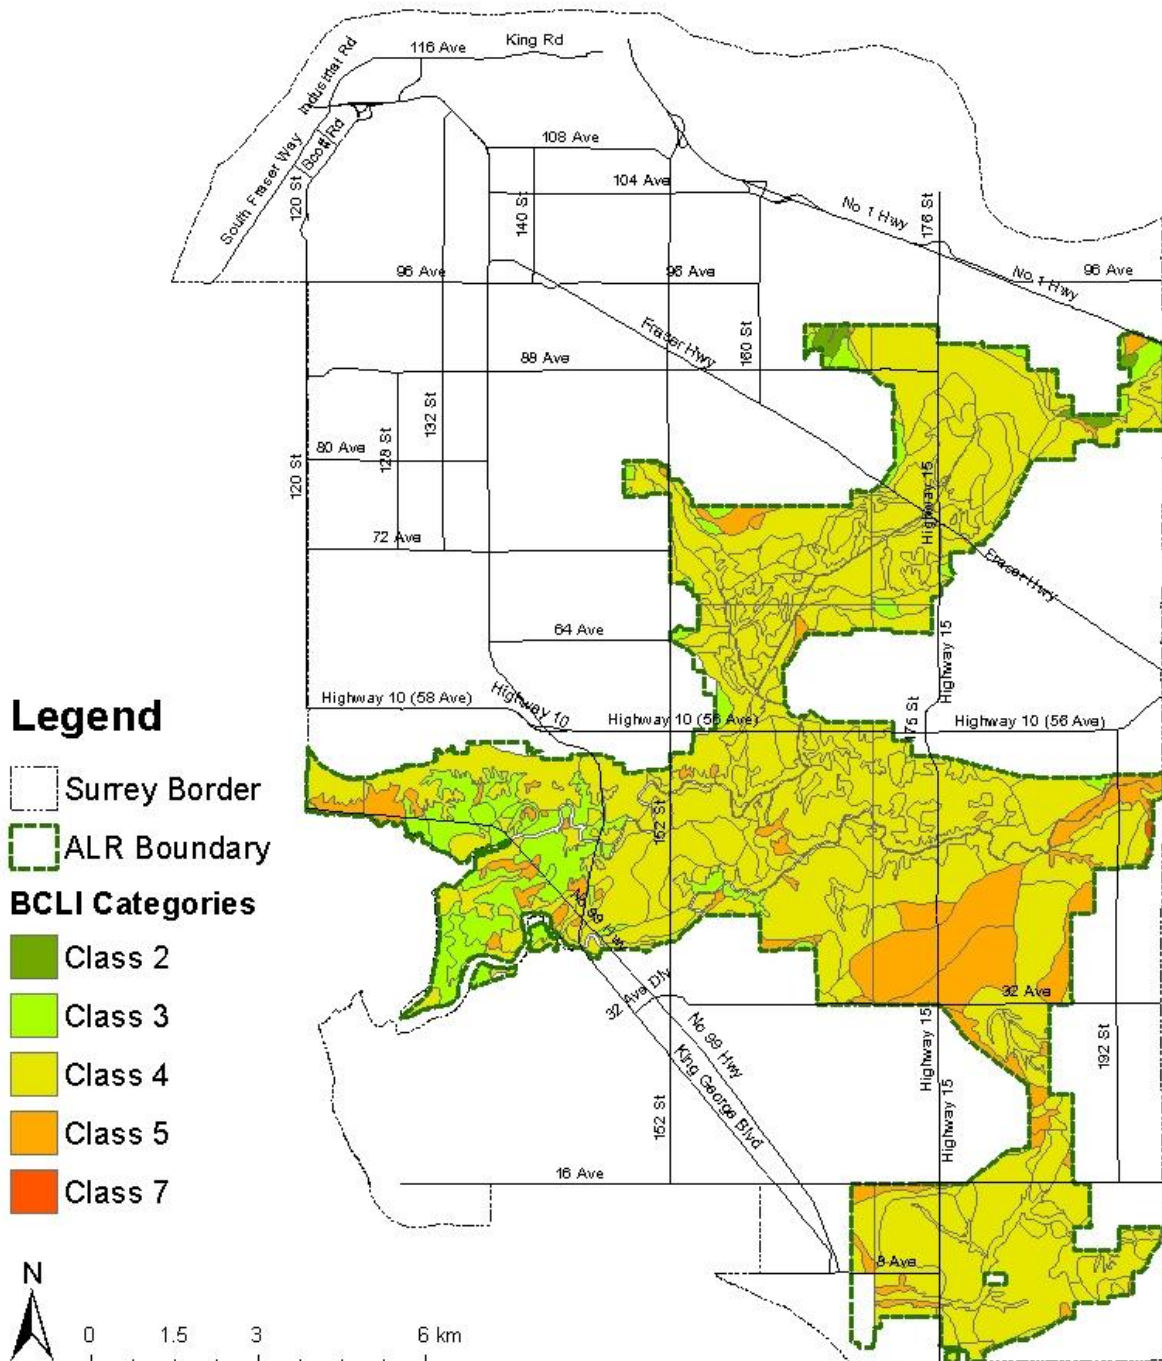 King Rd
116 Ave
Industrial Rd
South Fraser Way
Scott Rd
120 St
108 Ave
104 Ave
140 St
No 1 Hwy
176 St
96 Ave
96 Ave
No 1 Hwy
96 Ave
Fraser Hwy
160 St
88 Ave
132 St
128 St
80 Ave
120 St
Highway 15
72 Ave
Fraser Hwy
64 Ave
Highway 15
Highway 10 (58 Ave)
Highway 10
Highway 10 (56 Ave)
175 St
Highway 10 (56 Ave)
Legend
Surrey Border
ALR Boundary
BCLI Categories
Class 2
Class 3
Class 4
Class 5
Class 7
152 St
No 99 Hwy
32 Ave Div
32 Ave
No 99 Hwy
King George Blvd
Highway 15
192 St
152 St
Highway 15
16 Ave
8 Ave
N
0 1.5 3 6 km